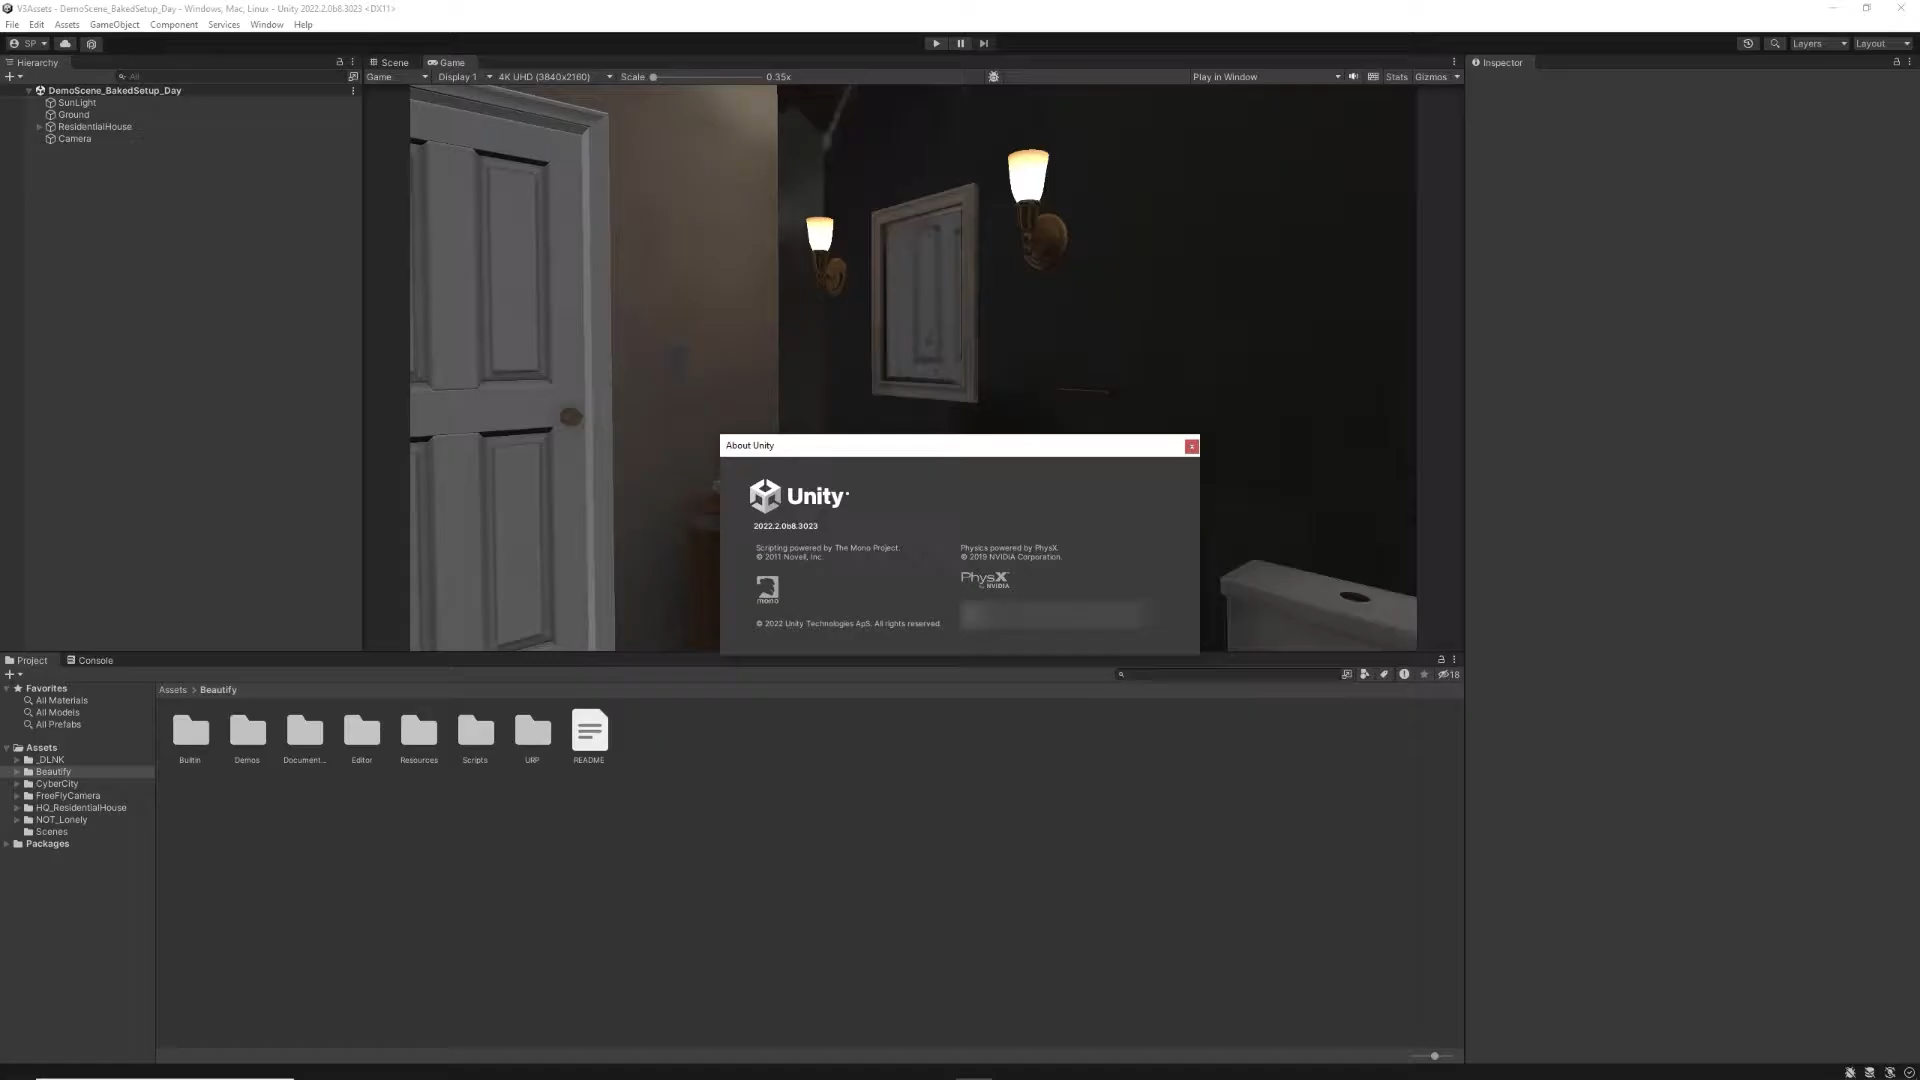 V3Assets - DemoScene_BakedSetup_Day - Windows, Mac, Linux - Unity 2022.2.0b8.3023 <DX11>
File Edit Assets GameObject Component Services Window Help
SP Layers Layout
Hierarchy Scene Game Inspector
All Game Display 1 4K UHD (3840x2160) Scale 0.35x Play in Window Stats Gizmos
DemoScene_BakedSetup_Day
SunLight
Ground
ResidentialHouse
Camera
About Unity
Unity
2022.2.0b8.3023
Scripting powered by The Mono Project.
© 2011 Novell, Inc.
Physics powered by PhysX.
© 2019 NVIDIA Corporation.
mono
PhysX
by NVIDIA
© 2022 Unity Technologies ApS. All rights reserved.
Project Console
18
Favorites
All Materials
All Models
All Prefabs
Assets
_DLNK
Beautify
CyberCity
FreeFlyCamera
HQ_ResidentialHouse
NOT_Lonely
Scenes
Packages
Assets > Beautify
Builtin Demos Document... Editor Resources Scripts URP README